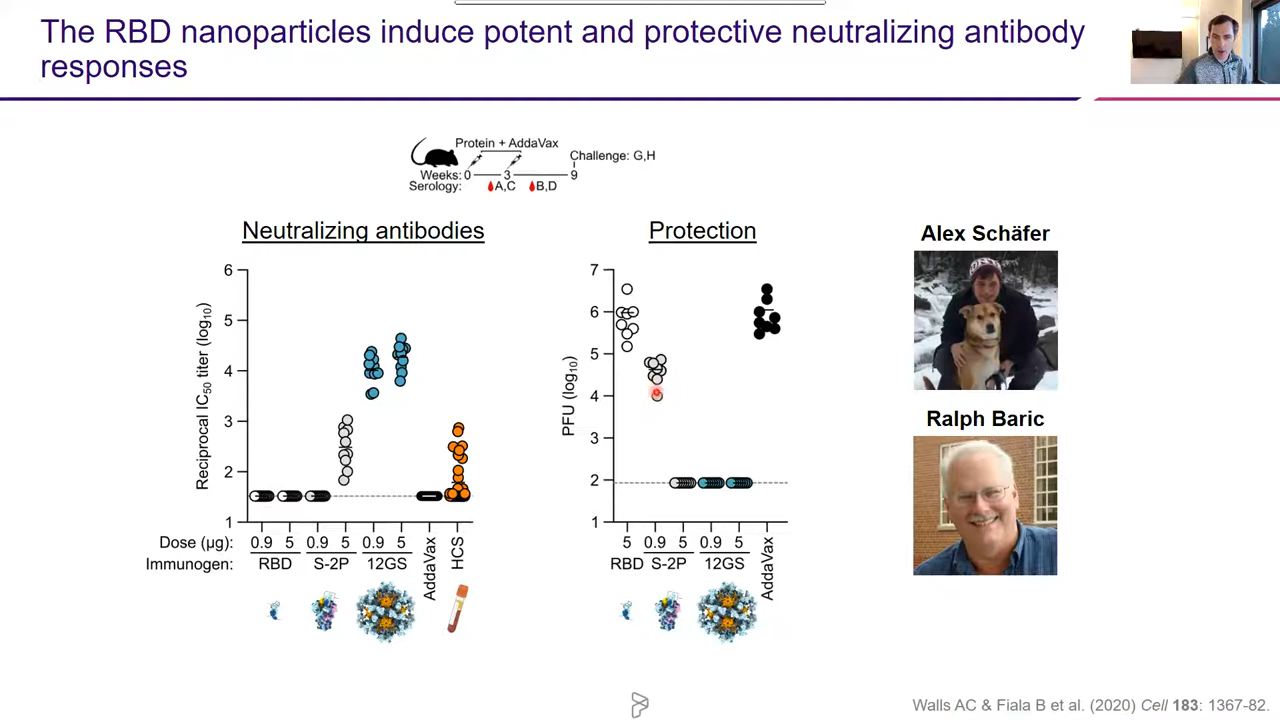 The RBD nanoparticles induce potent and protective neutralizing antibody
responses
Protein + AddaVax
Challenge: G,H
Weeks: 0 3 9
Serology: A,C B,D
Neutralizing antibodies
Reciprocal IC50 titer (log10)
6
5
4
3
2
1
Dose (µg): 0.9 5 0.9 5 0.9 5
Immunogen: RBD S-2P 12GS
AddaVax
HCS
Protection
PFU (log10)
7
6
5
4
3
2
1
5 0.9 5 0.9 5
RBD S-2P 12GS
AddaVax
Alex Schäfer
Ralph Baric
Walls AC & Fiala B et al. (2020) Cell 183: 1367-82.